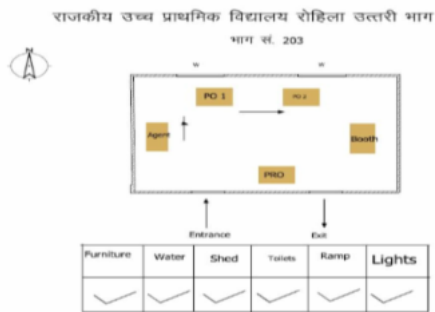 राजकीय उच्च प्राथमिक विद्यालय रोहिला उत्तरी भाग
भाग सं. 203
N
W W
PO 1 PO 2
Agent Booth
PRO
Entrance Exit
Furniture Water Shed Toilets Ramp Lights